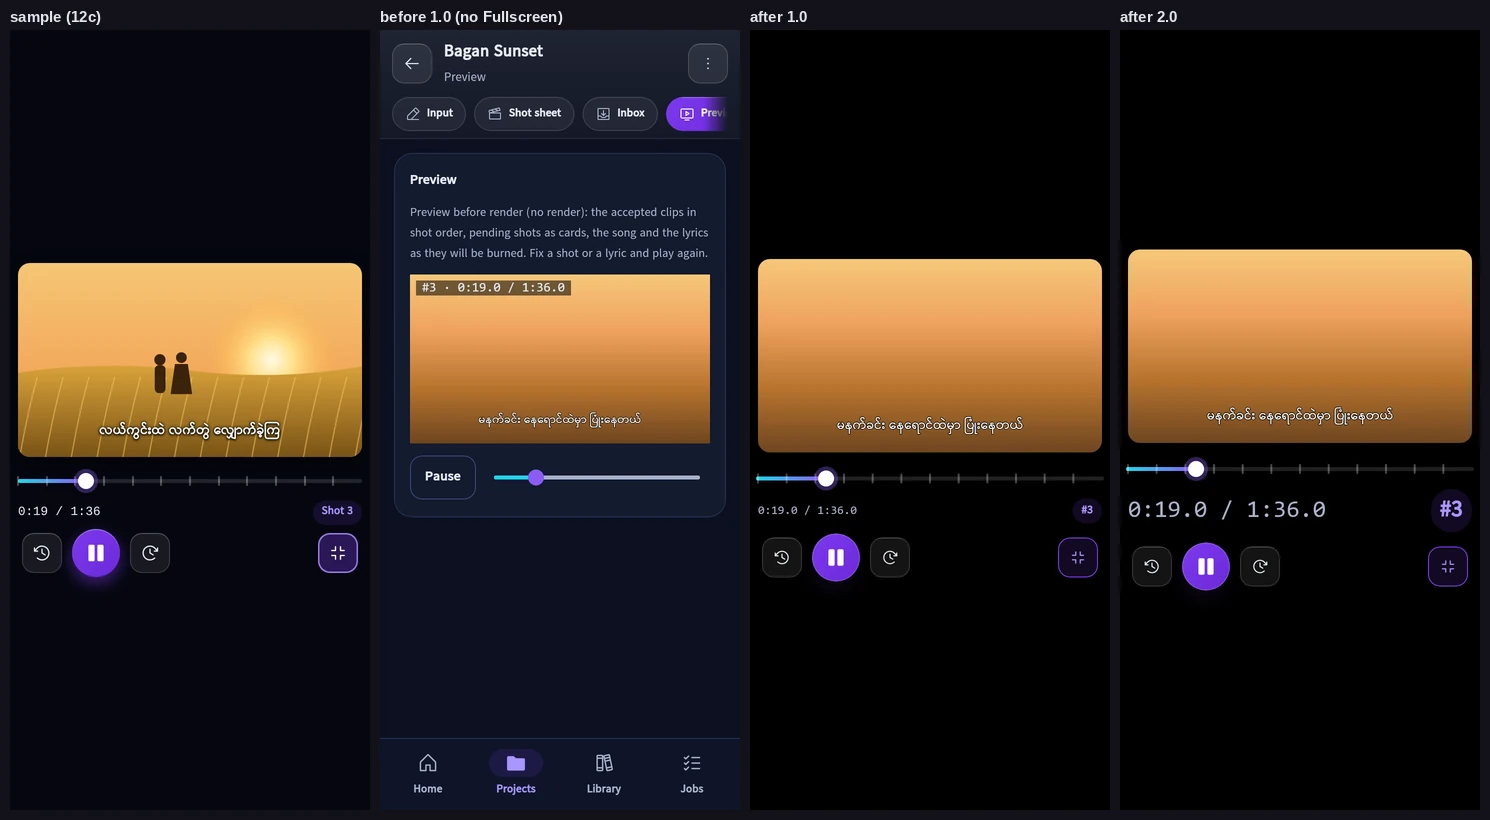 sample (12c)
လယ်ကွင်းထဲ လက်တွဲ လျှောက်ခဲ့ကြ
0:19 / 1:36
Shot 3
before 1.0 (no Fullscreen)
Bagan Sunset
Preview
Input
Shot sheet
Inbox
Preview
Preview before render (no render): the accepted clips in
shot order, pending shots as cards, the song and the lyrics
as they will be burned. Fix a shot or a lyric and play again.
#3 · 0:19.0 / 1:36.0
မနက်ခင်း နေရောင်ထဲမှာ ပြုံးနေတယ်
Pause
Home
Projects
Library
Jobs
after 1.0
မနက်ခင်း နေရောင်ထဲမှာ ပြုံးနေတယ်
0:19.0 / 1:36.0
#3
after 2.0
မနက်ခင်း နေရောင်ထဲမှာ ပြုံးနေတယ်
0:19.0 / 1:36.0
#3